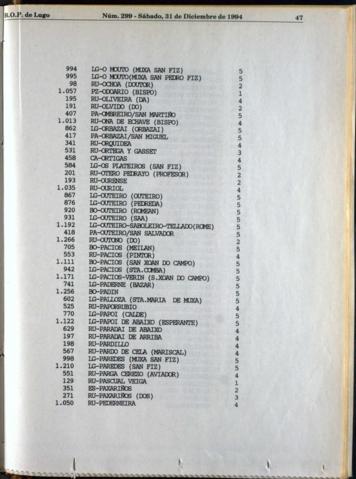 B.O.P. de Lugo Núm. 299 - Sábado, 31 de Diciembre de 1994 47
994 LG-O MOUTO (MUXA SAN FIZ) 5
995 LG-O MOUTO(MUXA SAN PEDRO FIZ) 5
98 RU-OCHOA (DOUTOR) 2
1.057 PZ-ODOARIO (BISPO) 1
195 RU-OLIVEIRA (DA) 4
191 RU-OLVIDO (DO) 2
407 PA-OMBREIRO/SAN MARTIÑO 5
1.013 RU-ONA DE ECHAVE (BISPO) 4
862 LG-ORBAZAI (ORBAZAI) 5
417 PA-ORBAZAI/SAN MIGUEL 5
341 RU-ORQUIDEA 4
531 RU-ORTEGA Y GASSET 3
458 CA-ORTIGAS 4
584 LG-OS PLATEIROS (SAN FIZ) 5
201 RU-OTERO PEDRAYO (PROFESOR) 2
193 RU-OURENSE 2
1.035 RU-OURIOL 4
867 LG-OUTEIRO (OUTEIRO) 5
876 LG-OUTEIRO (PEDREDA) 5
920 BO-OUTEIRO (ROMEAN) 5
931 LG-OUTEIRO (SAA) 5
1.192 LG-OUTEIRO-SABOLEIRO-TELLADO(ROME) 5
418 PA-OUTEIRO/SAN SALVADOR 5
1.266 RU-OUTONO (DO) 2
705 BO-PACIOS (MEILAN) 5
553 RU-PACIOS (PINTOR) 4
1.111 BO-PACIOS (SAN XOAN DO CAMPO) 5
942 LG-PACIOS (STA.COMBA) 5
1.171 LG-PACIOS-VERIN (S.XOAN DO CAMPO) 5
741 LG-PADERNE (BAZAR) 5
1.256 BO-PADIN 5
602 LG-PALLOZA (STA.MARIA DE MUXA) 5
525 RU-PAPORRUBIO 4
770 LG-PAPOI (CALDE) 5
1.122 LG-PAPOI DE ABAIXO (ESPERANTE) 5
629 RU-PARADAI DE ABAIXO 4
197 RU-PARADAI DE ARRIBA 4
198 RU-PARDILLO 4
567 RU-PARDO DE CELA (MARISCAL) 4
998 LG-PAREDES (MUXA SAN FIZ) 5
1.210 LG-PAREDES (SAN FIZ) 5
551 RU-PARGA CEREZO (AVIADOR) 4
129 RU-PASCUAL VEIGA 1
351 ES-PAXARIÑOS 2
271 RU-PAXARIÑOS (DOS) 3
1.050 RU-PEDERNEIRA 4